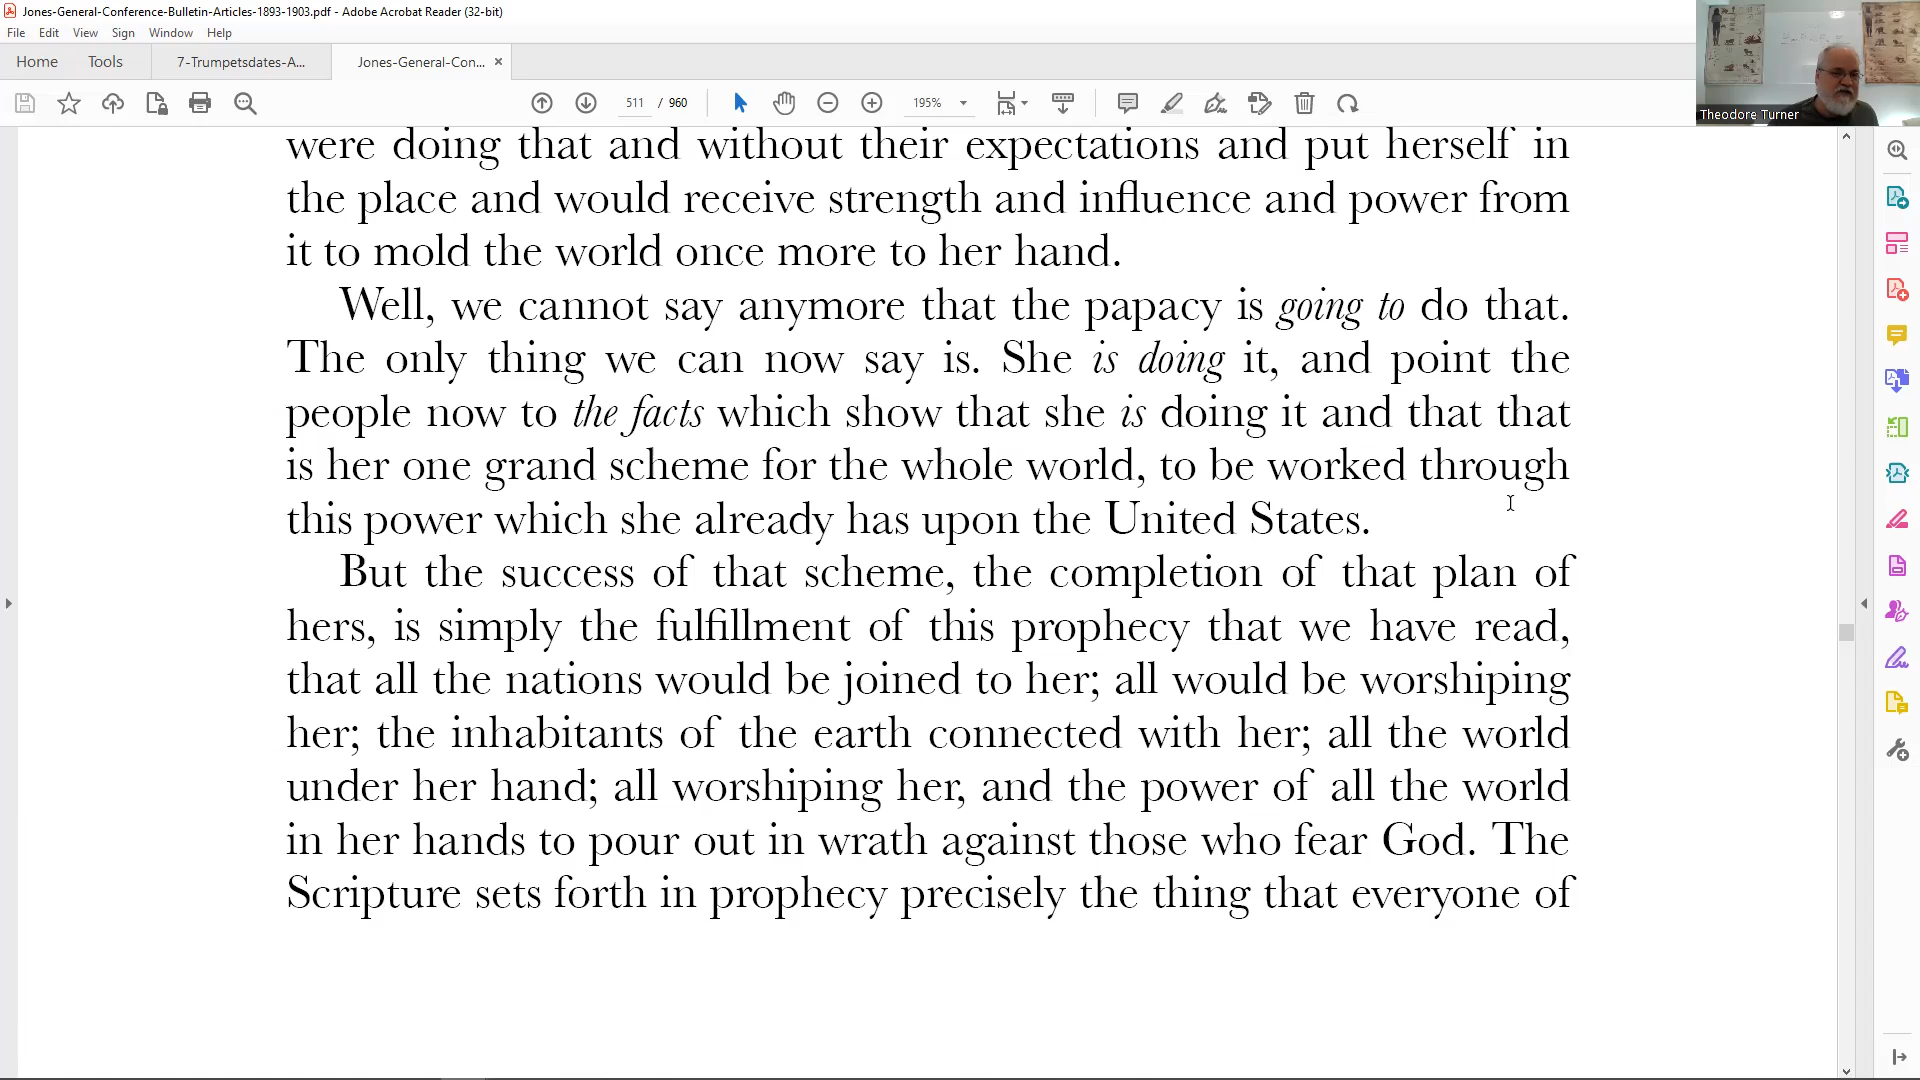 Jones-General-Conference-Bulletin-Articles-1893-1903.pdf - Adobe Acrobat Reader (32-bit)
File Edit View Sign Window Help
Home Tools 7-Trumpetsdates-A... Jones-General-Con... ×
511 / 960 195%
Theodore Turner
were doing that and without their expectations and put herself in
the place and would receive strength and influence and power from
it to mold the world once more to her hand.
Well, we cannot say anymore that the papacy is going to do that.
The only thing we can now say is. She is doing it, and point the
people now to the facts which show that she is doing it and that that
is her one grand scheme for the whole world, to be worked through
this power which she already has upon the United States.
But the success of that scheme, the completion of that plan of
hers, is simply the fulfillment of this prophecy that we have read,
that all the nations would be joined to her; all would be worshiping
her; the inhabitants of the earth connected with her; all the world
under her hand; all worshiping her, and the power of all the world
in her hands to pour out in wrath against those who fear God. The
Scripture sets forth in prophecy precisely the thing that everyone of